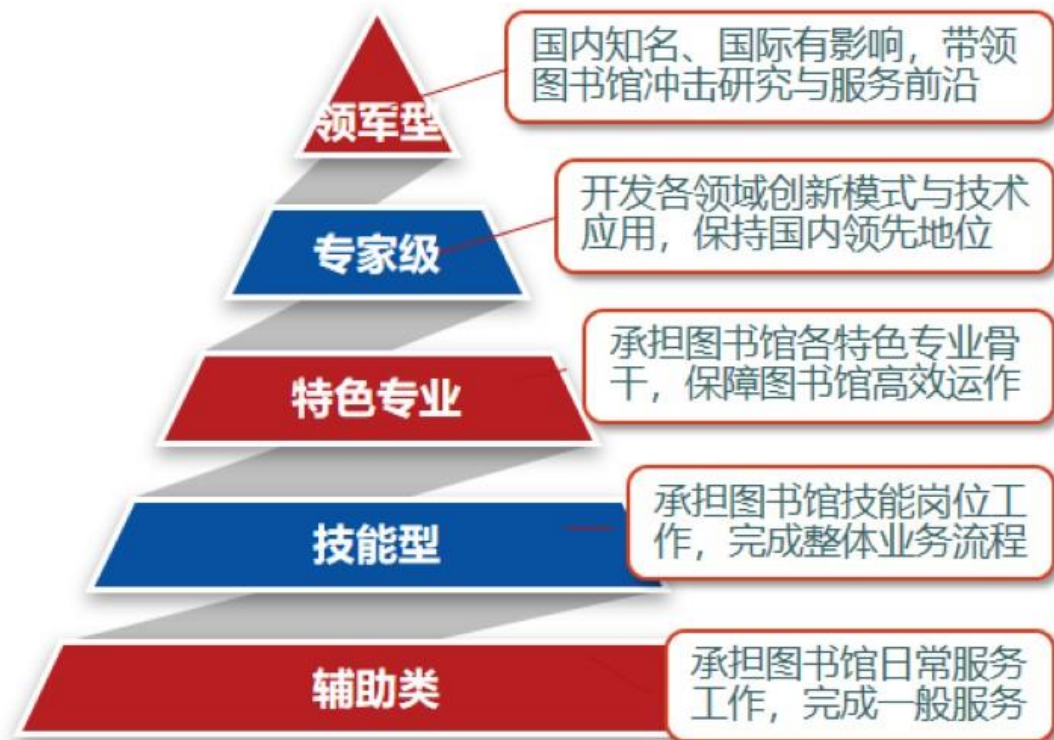 领军型
国内知名、国际有影响，带领
图书馆冲击研究与服务前沿
专家级
开发各领域创新模式与技术
应用，保持国内领先地位
特色专业
承担图书馆各特色专业骨
干，保障图书馆高效运作
技能型
承担图书馆技能岗位工
作，完成整体业务流程
辅助类
承担图书馆日常服务
工作，完成一般服务